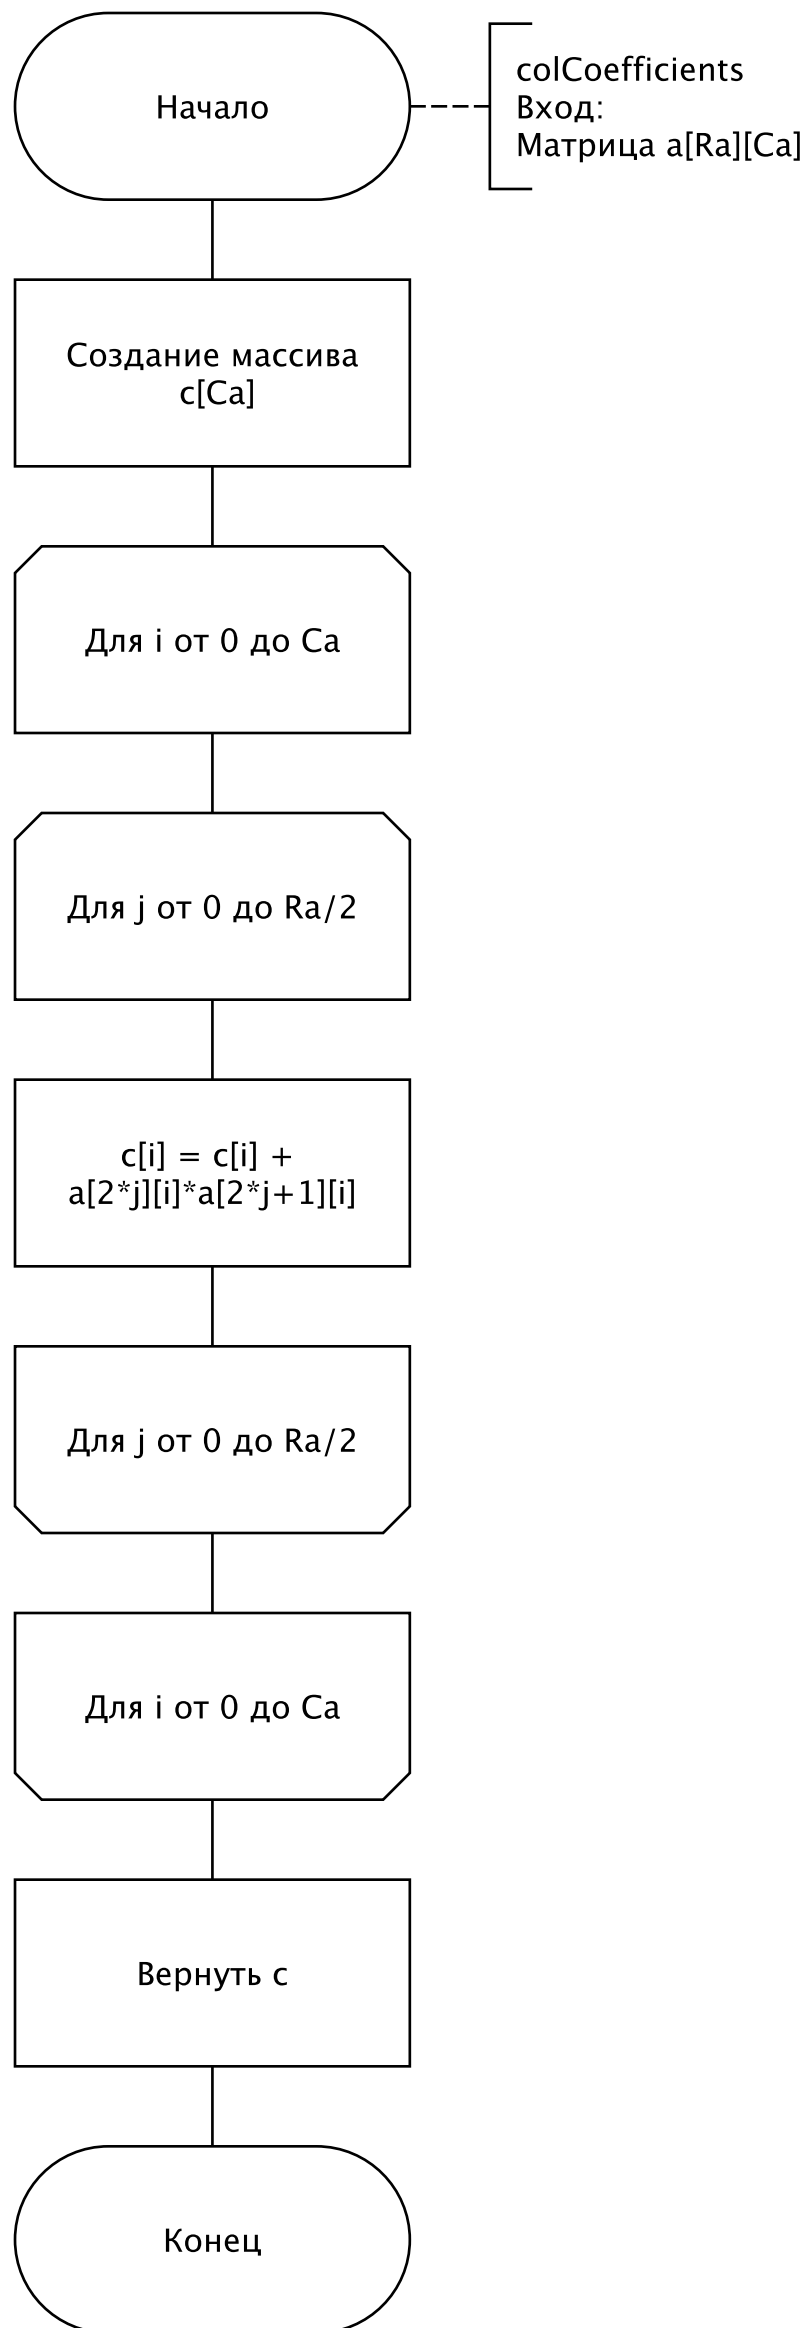 Начало
colCoefficients
Вход:
Матрица a[Ra][Ca]
Создание массива
c[Ca]
Для i от 0 до Ca
Для j от 0 до Ra/2
c[i] = c[i] +
a[2*j][i]*a[2*j+1][i]
Для j от 0 до Ra/2
Для i от 0 до Ca
Вернуть c
Конец